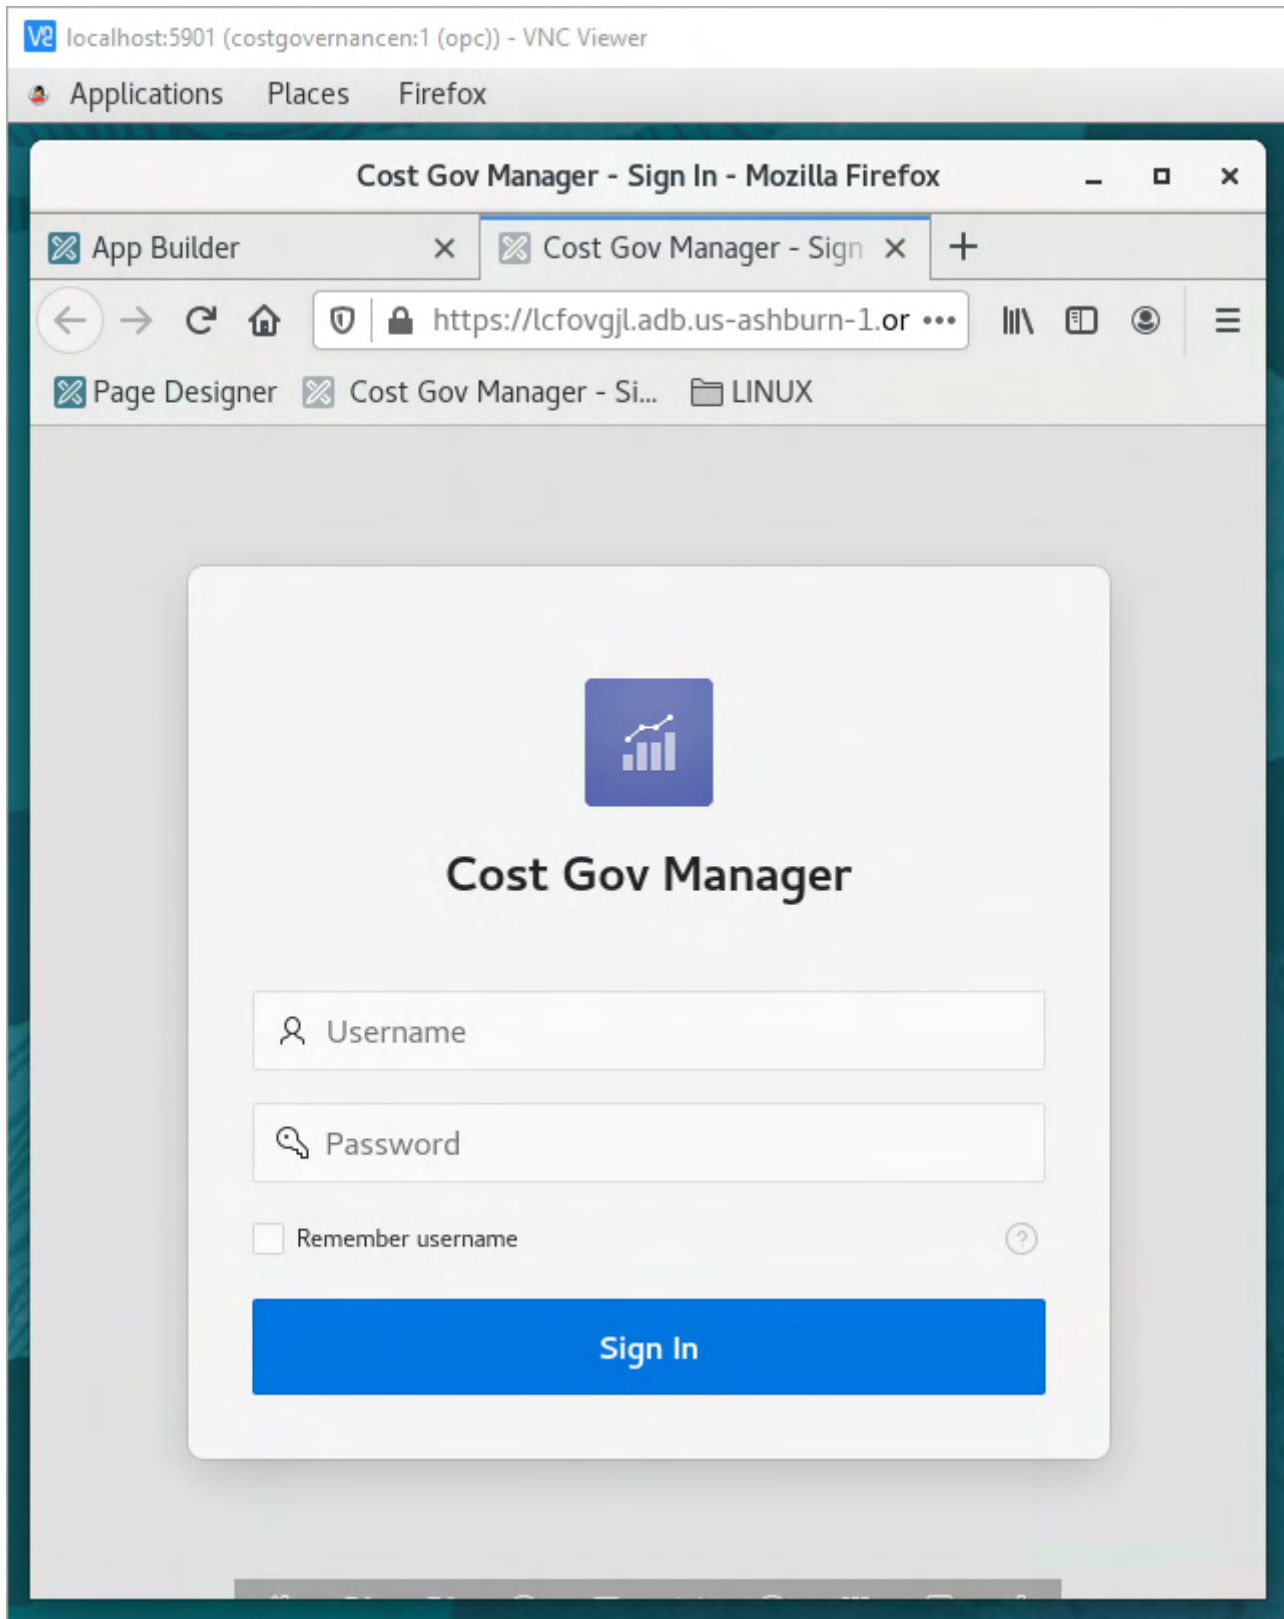 localhost:5901 (costgovernancen:1 (opc)) - VNC Viewer
Applications Places Firefox
Cost Gov Manager - Sign In - Mozilla Firefox
App Builder Cost Gov Manager - Sign
https://lcfovgjl.adb.us-ashburn-1.or
Page Designer Cost Gov Manager - Si... LINUX
Cost Gov Manager
Username
Password
Remember username
Sign In